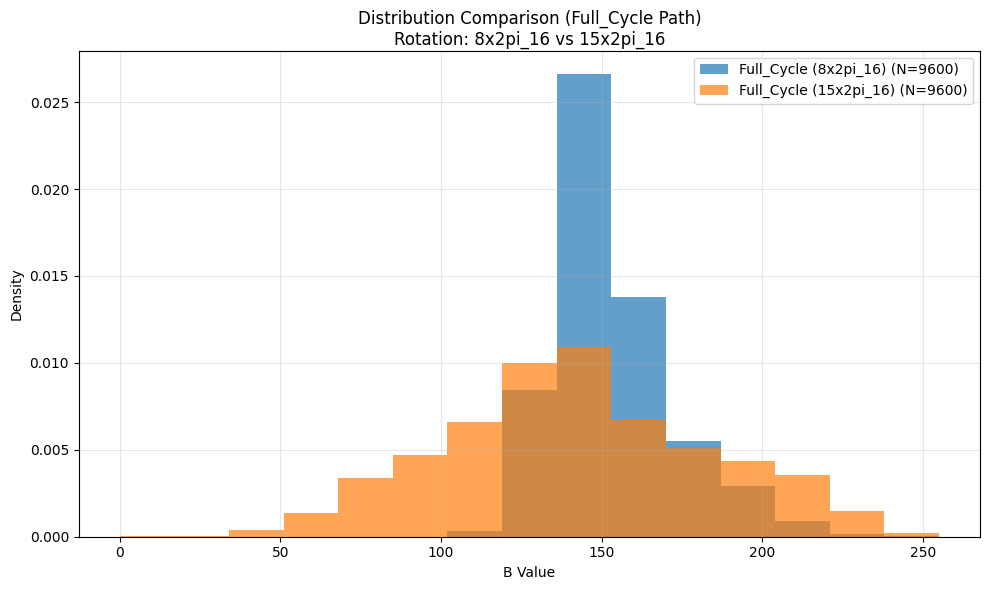 Distribution Comparison (Full_Cycle Path)
Rotation: 8x2pi_16 vs 15x2pi_16
Full_Cycle (8x2pi_16) (N=9600)
Full_Cycle (15x2pi_16) (N=9600)
Density
0.025
0.020
0.015
0.010
0.005
0.000
0 50 100 150 200 250
B Value